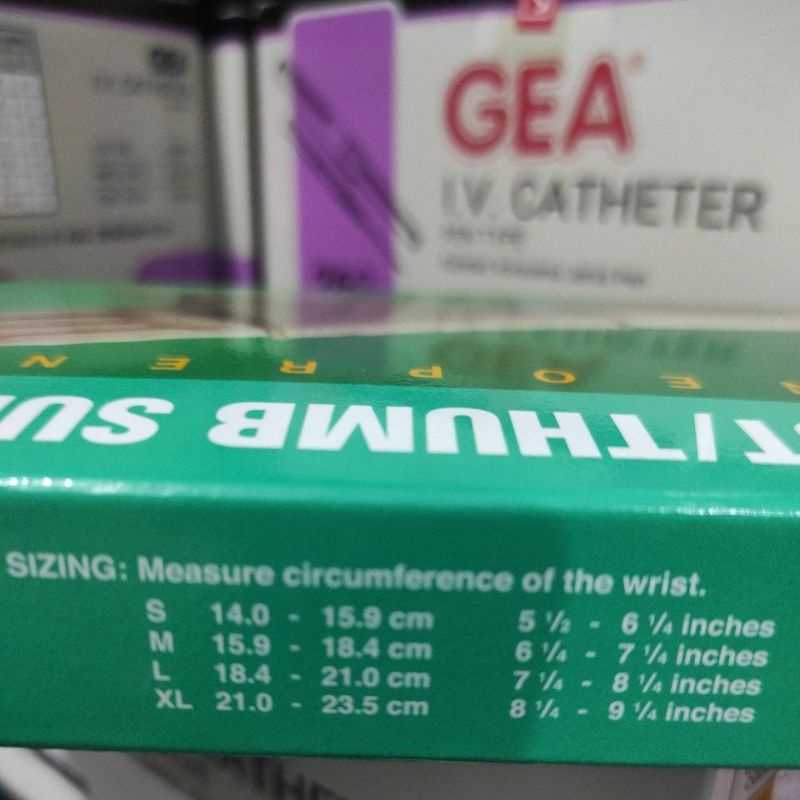 GEA
I.V. CATHETER
N E O P R E N
T/THUMB SU
SIZING: Measure circumference of the wrist.
S 14.0 - 15.9 cm 5 ½ - 6 ¼ inches
M 15.9 - 18.4 cm 6 ¼ - 7 ¼ inches
L 18.4 - 21.0 cm 7 ¼ - 8 ¼ inches
XL 21.0 - 23.5 cm 8 ¼ - 9 ¼ inches